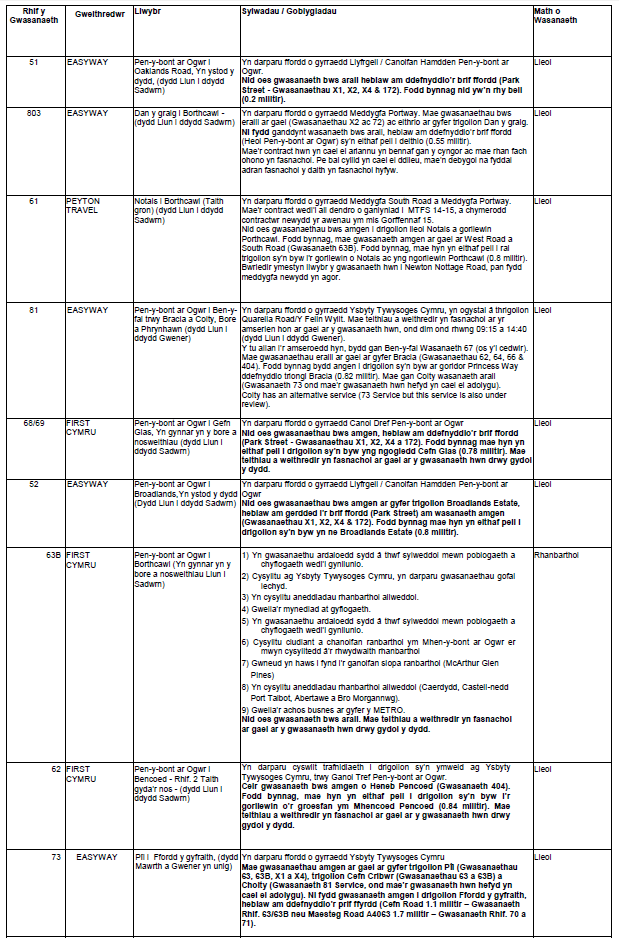 Rhif y Gwasanaeth
Gweithredwr
Llwybr
Sylwadau / Goblygiadau
Math o Wasanaeth
51
EASYWAY
Pen-y-bont ar Ogwr i
Oaklands Road, Yn ystod y
dydd, (dydd Llun i ddydd
Sadwrn)
Yn darparu ffordd o gyrraedd Llyfrgell / Canolfan Hamdden Pen-y-bont ar
Ogwr.
Nid oes gwasanaeth bws arall heblaw am ddefnyddio'r brif ffordd (Park
Street - Gwasanaethau X1, X2, X4 & 172). Fodd bynnag nid yw'n rhy bell
(0.2 militir).
Lleol
803
EASYWAY
Dan y graig i Borthcawl -
(dydd Llun i ddydd Sadwrn)
Yn darparu ffordd o gyrraedd Meddygfa Portway. Mae gwasanaethau bws
eraill ar gael (Gwasanaethau X2 ac 72) ac eithrio ar gyfer trigolion Dan y graig.
Ni fydd ganddynt wasanaeth bws arall, heblaw am ddefnyddio'r brif ffordd
(Heol Pen-y-bont ar Ogwr) sy'n eithaf pell i deithio (0.55 militir).
Mae'r contract hwn yn cael ei ariannu yn bennaf gan y cyngor ac mae rhan fach
ohono yn fasnachol. Pe bai cyllid yn cael ei ddileu, mae'n debygol na fyddai
adran fasnachol y daith yn fasnachol hyfyw.
Lleol
61
PEYTON
TRAVEL
Notais i Borthcawl (Taith
gron) (dydd Llun i ddydd
Sadwrn)
Yn darparu ffordd o gyrraedd Meddygfa South Road a Meddygfa Portway.
Mae'r contract wedi'i ail dendro o ganlyniad i MTFS 14-15, a chymerodd
contractwr newydd yr awenau ym mis Gorffennaf 15.
Nid oes gwasanaethau bws amgen i drigolion lleol Notais a gorllewin
Porthcawl. Fodd bynnag, mae gwasanaeth amgen ar gael ar West Road a
South Road (Gwasanaeth 63B). Fodd bynnag, mae hyn yn eithaf pell i rai
trigolion sy'n byw i'r gorllewin o Notais ac yng ngorllewin Porthcawl (0.8 militir).
Bwriedir ymestyn llwybr y gwasanaeth hwn i Newton Nottage Road, pan fydd
meddygfa newydd yn agor.
Lleol
81
EASYWAY
Pen-y-bont ar Ogwr i Ben-y-
fai trwy Bracla a Coity, Bore
a Phrynhawn (dydd Llun i
ddydd Gwener)
Yn darparu ffordd o gyrraedd Ysbyty Tywysoges Cymru, yn ogystal â thrigolion
Quarella Road/Y Felin Wyllt. Mae teithiau a weithredir yn fasnachol ar yr
amserlen hon ar gael ar y gwasanaeth hwn, ond dim ond rhwng 09:15 a 14:40
(dydd Llun i ddydd Gwener).
Y tu allan i'r amseroedd hyn, bydd gan Ben-y-fai Wasanaeth 67 (os y'i cedwir).
Mae gwasanaethau eraill ar gael ar gyfer Bracla (Gwasanaethau 62, 64, 66 &
404). Fodd bynnag bydd angen i drigolion sy'n byw ar goridor Princess Way
ddefnyddio triongl Bracla (0.82 militir). Mae gan Coity wasanaeth arall
(Gwasanaeth 73 ond mae'r gwasanaeth hwn hefyd yn cael ei adolygu).
Coity has an alternative service (73 Service but this service is also under
review).
Lleol
68/69
FIRST
CYMRU
Pen-y-bont ar Ogwr i Gefn
Glas, Yn gynnar yn y bore a
nosweithiau (dydd Llun i
ddydd Sadwrn)
Yn darparu ffordd o gyrraedd Canol Dref Pen-y-bont ar Ogwr
Nid oes gwasanaethau bws amgen, heblaw am ddefnyddio'r brif ffordd
(Park Street - Gwasanaethau X1, X2, X4 a 172). Fodd bynnag mae hyn yn
eithaf pell i drigolion sy'n byw yng ngogledd Cefn Glas (0.78 militir). Mae
teithiau a weithredir yn fasnachol ar gael ar y gwasanaeth hwn drwy gydol
y dydd.
Lleol
52
EASYWAY
Pen-y-bont ar Ogwr i
Broadlands,Yn ystod y dydd
(Dydd Llun i ddydd Sadwrn)
Yn darparu ffordd o gyrraedd Llyfrgell / Canolfan Hamdden Pen-y-bont ar
Ogwr
Nid oes gwasanaethau bws amgen ar gyfer trigolion Broadlands Estate,
heblaw am gerdded i'r brif ffordd (Park Street) am wasanaeth amgen
(Gwasanaethau X1, X2, X4 & 172). Fodd bynnag mae hyn yn eithaf pell i
drigolion sy'n byw yn ne Broadlands Estate (0.8 militir).
Lleol
63B
FIRST
CYMRU
Pen-y-bont ar Ogwr i
Borthcawl (Yn gynnar yn y
bore a nosweithiau Llun i
Sadwrn)
1) Yn gwasanaethu ardaloedd sydd â thwf sylweddol mewn poblogaeth a
chyflogaeth wedi'i gynllunio.
2) Cysylltu ag Ysbyty Tywysoges Cymru, yn darparu gwasanaethau gofal
iechyd.
3) Yn cysylltu aneddiadau rhanbarthol allweddol.
4) Gwella'r mynediad at gyflogaeth.
5) Yn gwasanaethu ardaloedd sydd â thwf sylweddol mewn poblogaeth a
chyflogaeth wedi'i gynllunio.
6) Cysylltu cludiant a chanolfan ranbarthol ym Mhen-y-bont ar Ogwr er
mwyn cysylltedd â'r rhwydwaith rhanbarthol
7) Gwneud yn haws i fynd i'r ganolfan siopa ranbarthol (McArthur Glen
Pines)
8) Yn cysylltu aneddiadau rhanbarthol allweddol (Caerdydd, Castell-nedd
Port Talbot, Abertawe a Bro Morgannwg).
9) Gwella'r achos busnes ar gyfer y METRO.
Nid oes gwasanaeth bws arall. Mae teithiau a weithredir yn fasnachol
ar gael ar y gwasanaeth hwn drwy gydol y dydd.
Rhanbarthol
62
FIRST
CYMRU
Pen-y-bont ar Ogwr i
Bencoed - Rhif. 2 Taith
gyda'r nos - (dydd Llun i
ddydd Sadwrn)
Yn darparu cyswllt trafnidiaeth i drigolion sy'n ymweld ag Ysbyty
Tywysoges Cymru, trwy Ganol Tref Pen-y-bont ar Ogwr.
Ceir gwasanaeth bws amgen o Heneb Pencoed (Gwasanaeth 404).
Fodd bynnag, mae hyn yn eithaf pell i drigolion sy'n byw i'r
gorllewin o'r groesfan ym Mhencoed Pencoed (0.84 militir). Mae
teithiau a weithredir yn fasnachol ar gael ar y gwasanaeth hwn drwy
gydol y dydd.
Lleol
73
EASYWAY
Pîl i Ffordd y gyfraith, (dydd
Mawrth a Gwener yn unig)
Yn darparu ffordd o gyrraedd Ysbyty Tywysoges Cymru
Mae gwasanaethau amgen ar gael ar gyfer trigolion Pîl (Gwasanaethau
63, 63B, X1 a X4), trigolion Cefn Cribwr (Gwasanaethau 63 a 63B) a
Choity (Gwasanaeth 81 Service, ond mae'r gwasanaeth hwn hefyd yn
cael ei adolygu). Ni fydd gwasanaeth amgen i drigolion Ffordd y gyfraith,
heblaw am ddefnyddio'r prif ffyrdd (Cefn Road 1.1 militir – Gwasanaeth
Rhif. 63/63B neu Maesteg Road A4063 1.7 militir – Gwasanaeth Rhif. 70 a
71).
Lleol